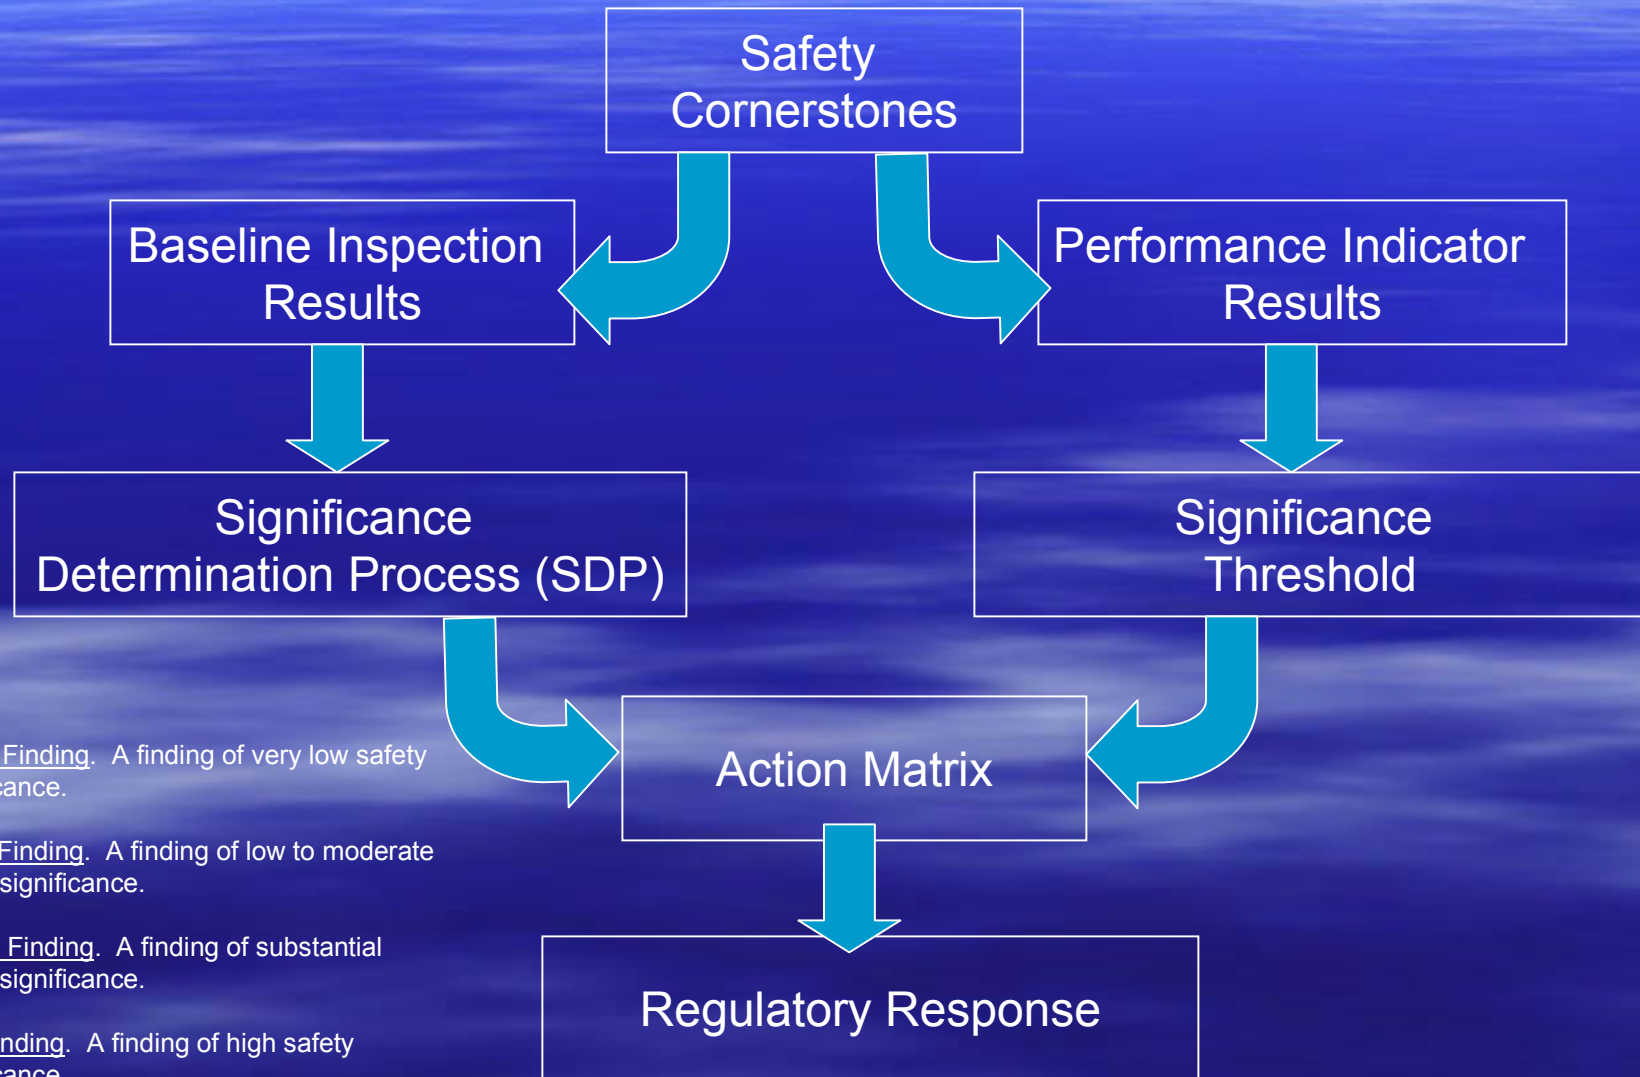 Safety
Cornerstones
Baseline Inspection
Results
Performance Indicator
Results
Significance
Determination Process (SDP)
Significance
Threshold
Action Matrix
Finding. A finding of very low safety
Finding. A finding of low to moderate
significance.
Finding. A finding of substantial
significance.
A finding of high safety
Regulatory Response